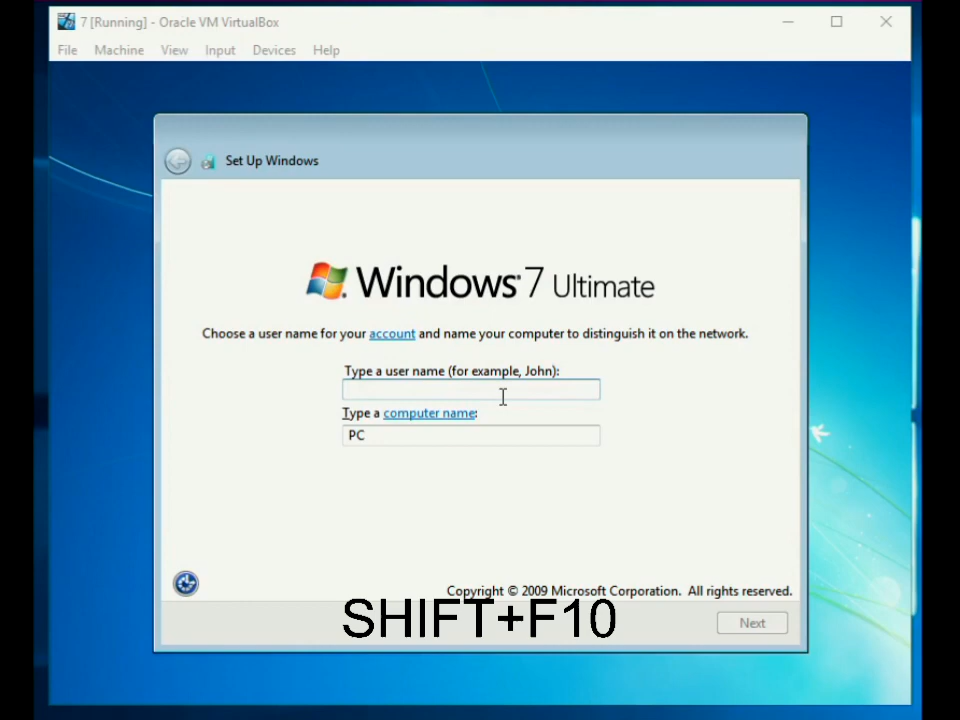 7 [Running] - Oracle VM VirtualBox
File Machine View Input Devices Help
Set Up Windows
Windows 7 Ultimate
Choose a user name for your account and name your computer to distinguish it on the network.
Type a user name (for example, John):
Type a computer name:
PC
Copyright © 2009 Microsoft Corporation. All rights reserved.
SHIFT+F10
Next